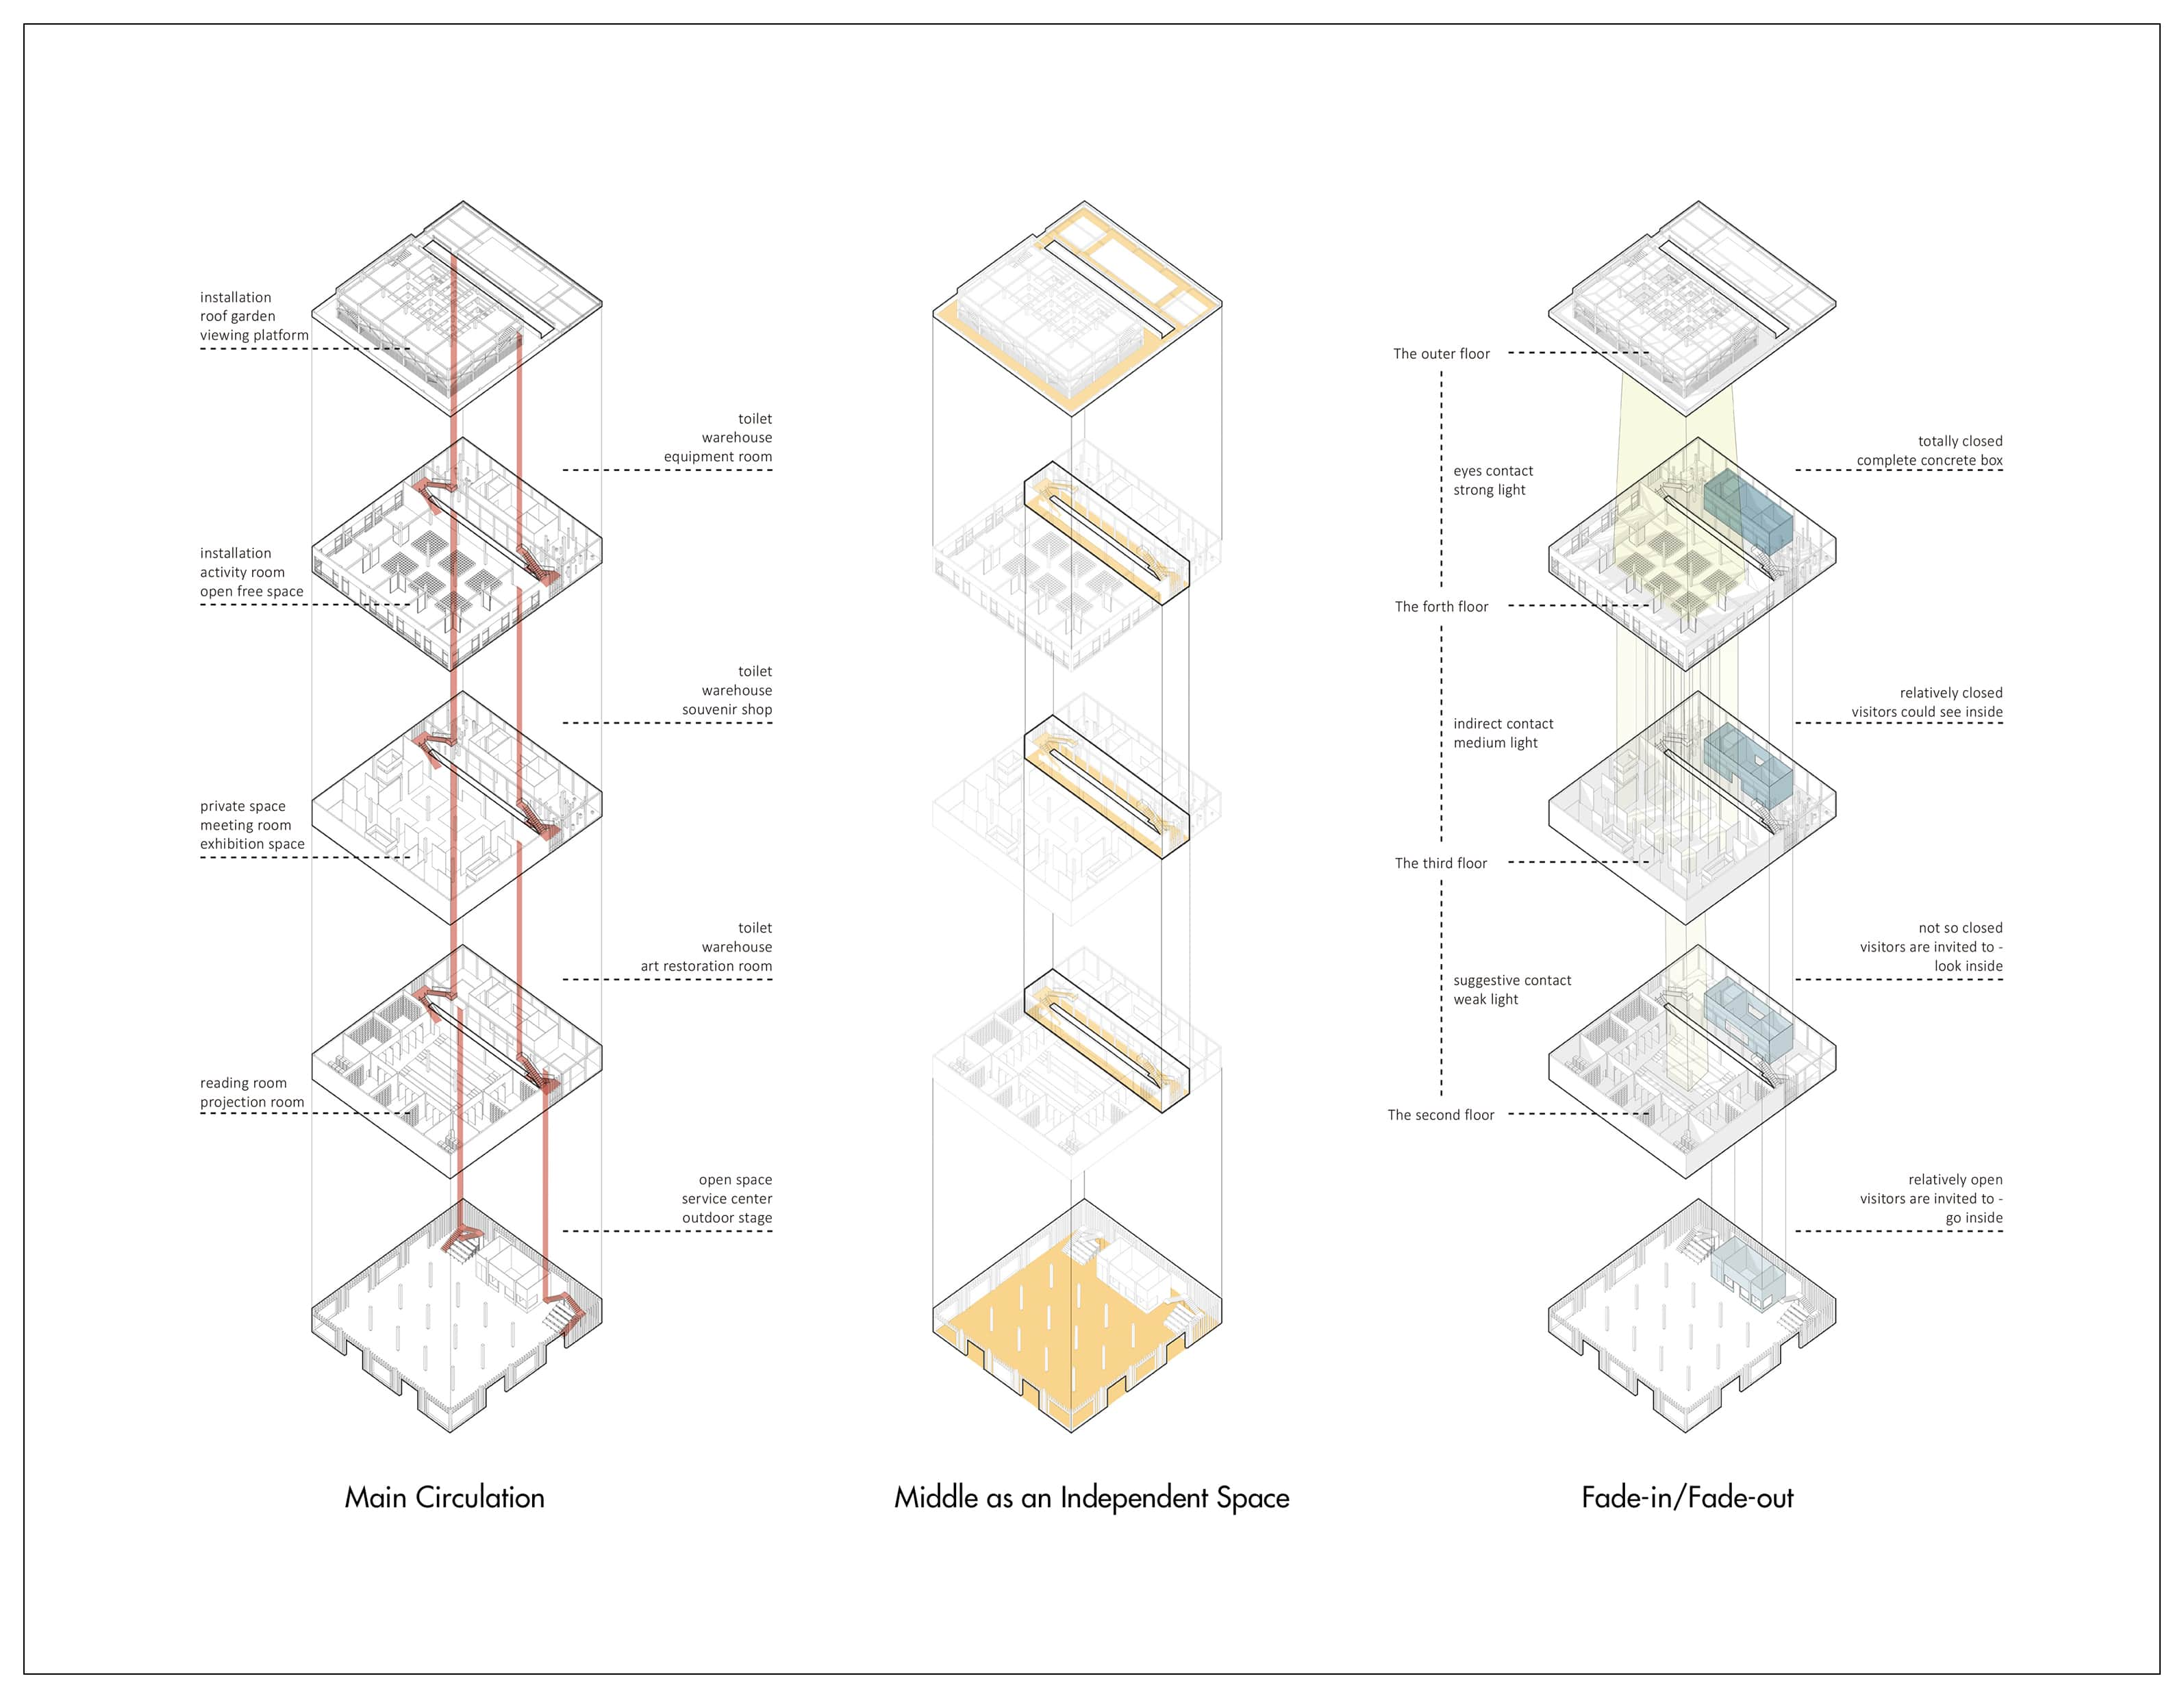 installation
roof garden
viewing platform
toilet
warehouse
equipment room
installation
activity room
open free space
toilet
warehouse
souvenir shop
private space
meeting room
exhibition space
toilet
warehouse
art restoration room
reading room
projection room
open space
service center
outdoor stage
Main Circulation
Middle as an Independent Space
The outer floor
totally closed
complete concrete box
eyes contact
strong light
The forth floor
relatively closed
visitors could see inside
indirect contact
medium light
The third floor
not so closed
visitors are invited to -
look inside
suggestive contact
weak light
The second floor
relatively open
visitors are invited to -
go inside
Fade-in/Fade-out